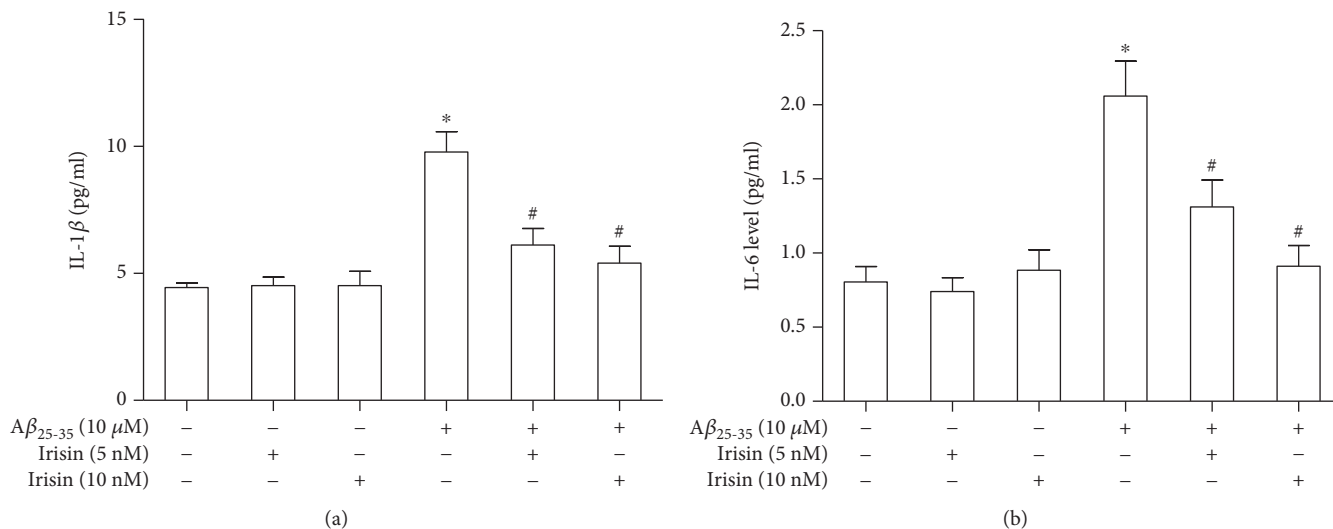 15
10
5
0
IL-1β (pg/ml)
*
#
#
Aβ25-35 (10 μM) – – – + + +
Irisin (5 nM) – + – – + –
Irisin (10 nM) – – + – – +
(a)
2.5
2.0
1.5
1.0
0.5
0.0
IL-6 level (pg/ml)
*
#
#
Aβ25-35 (10 μM) – – – + + +
Irisin (5 nM) – + – – + –
Irisin (10 nM) – – + – – +
(b)